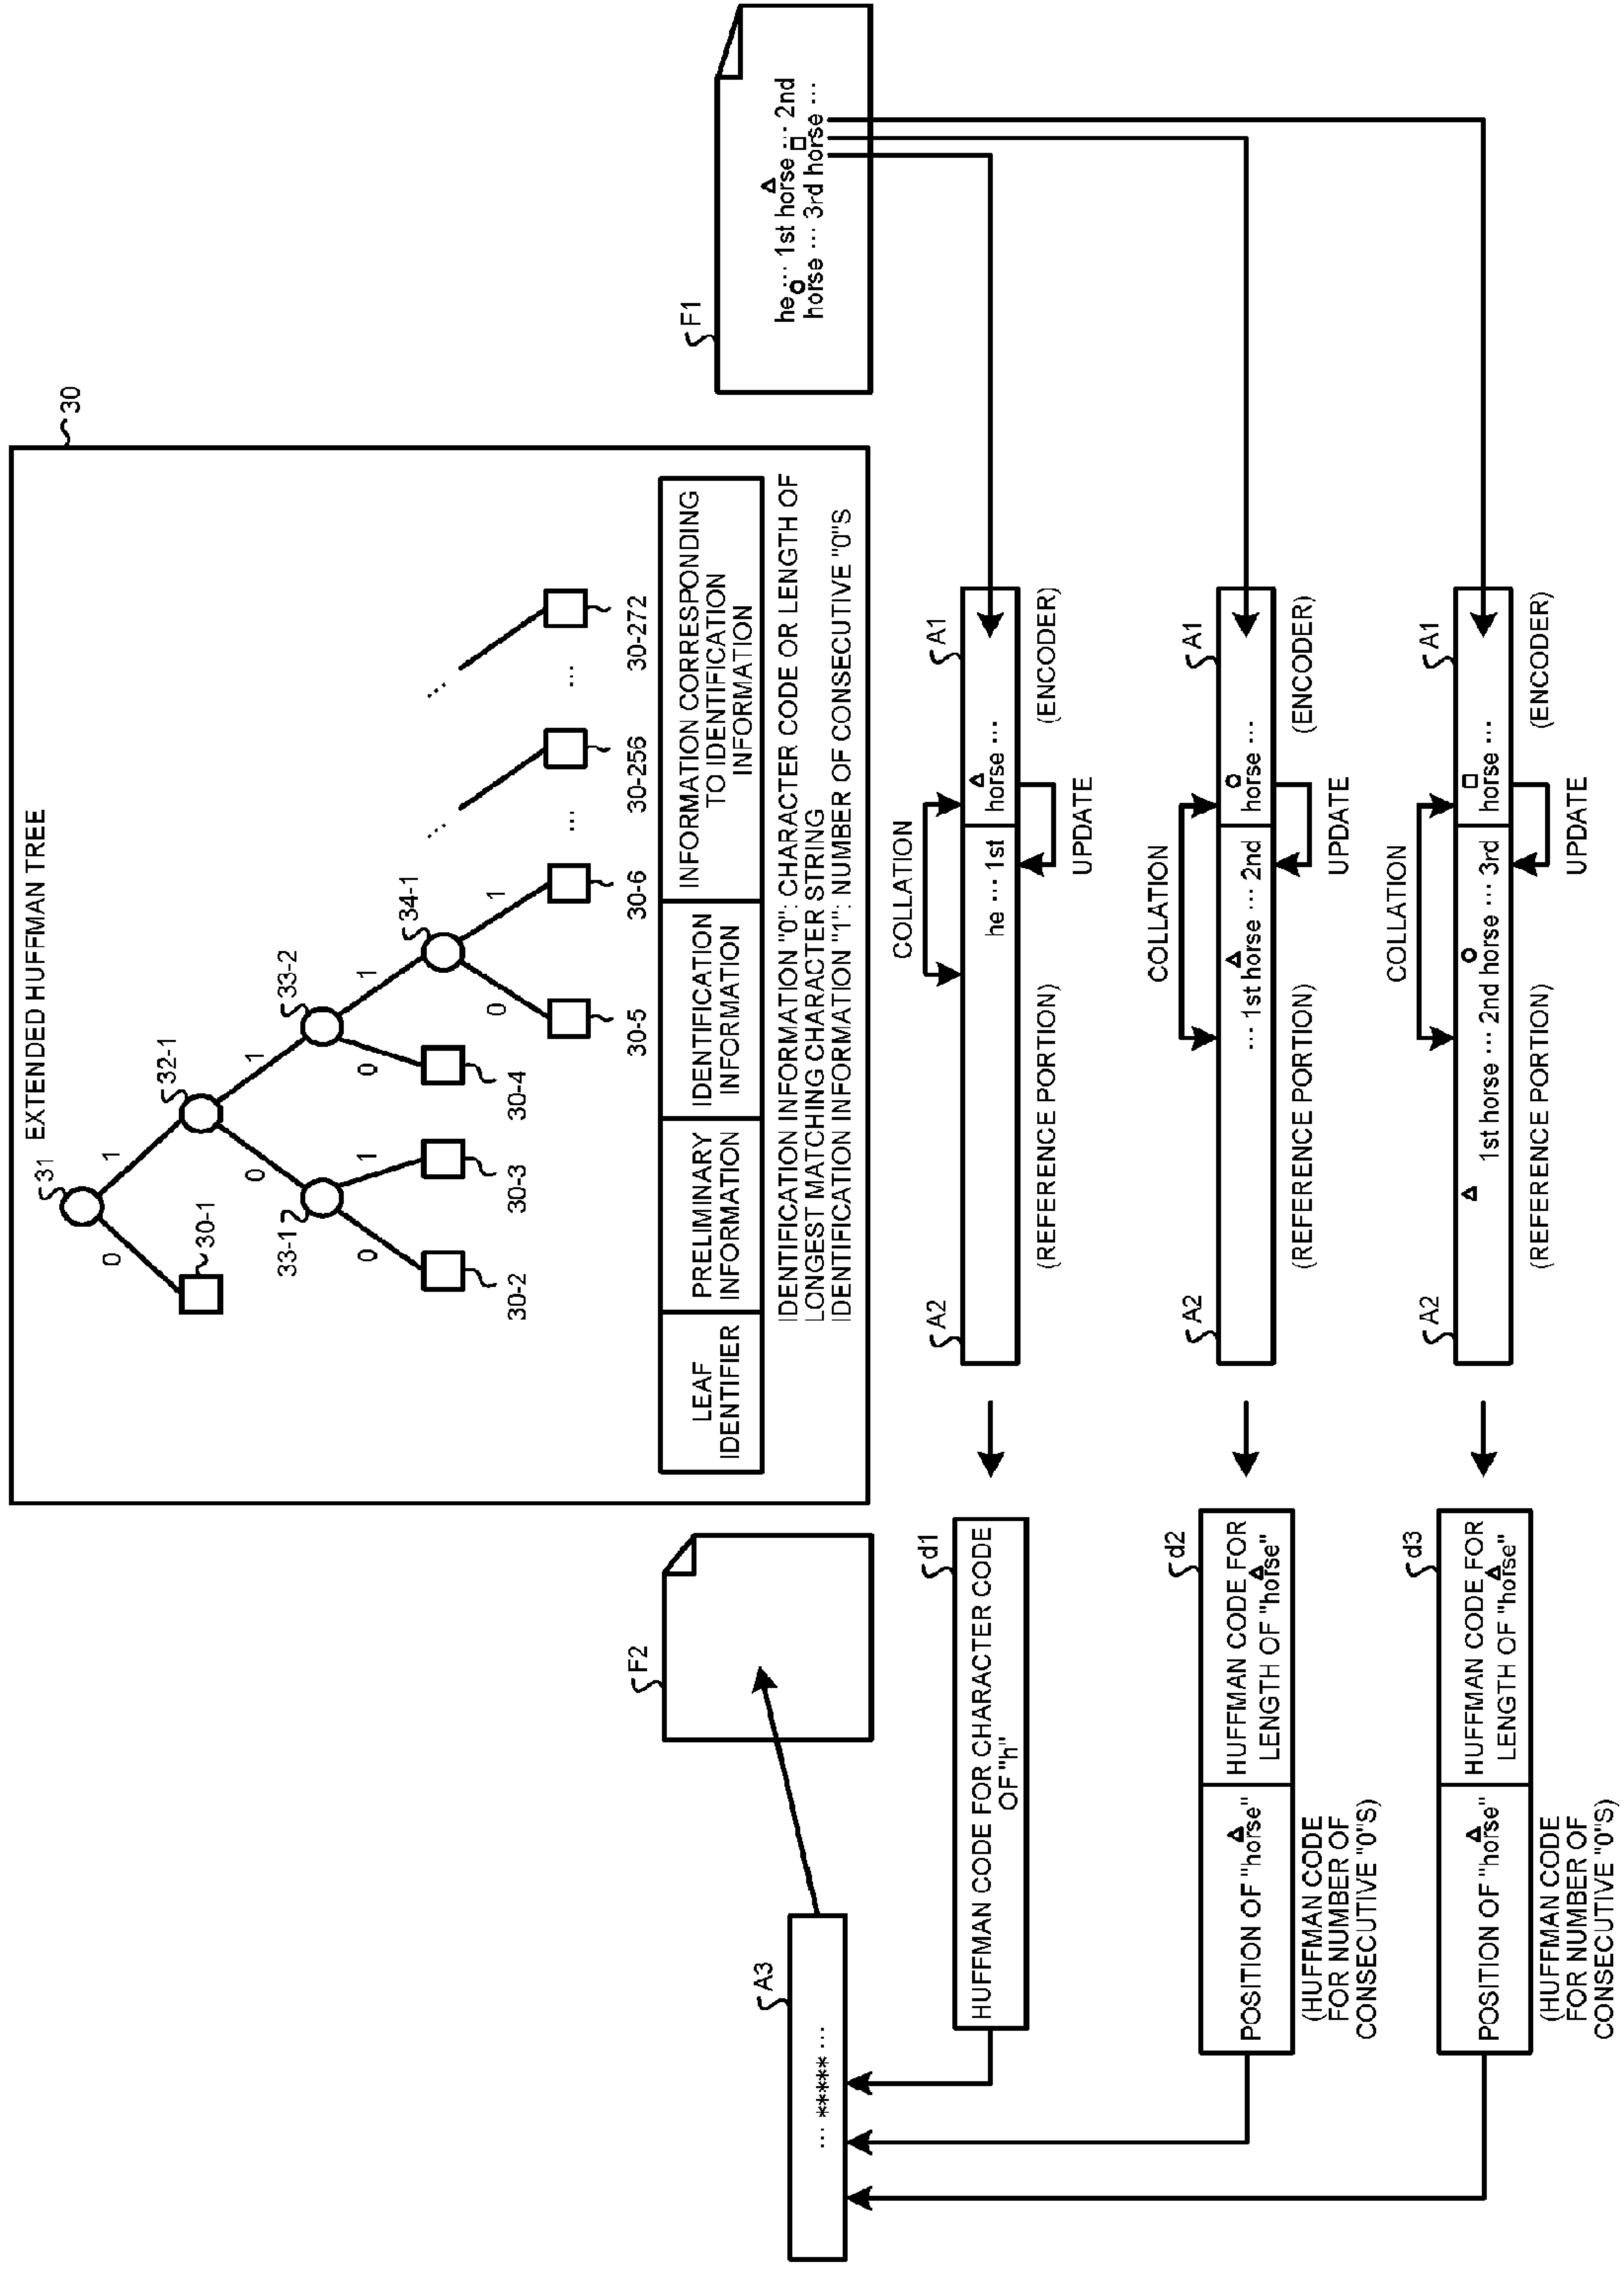 EXTENDED HUFFMAN TREE
30
31
0
1
30-1
32-1
0
1
33-1
33-2
0
1
0
1
30-2
30-3
30-4
34-1
0
1
30-5
30-6
...
...
30-256
...
...
30-272
LEAF
IDENTIFIER
PRELIMINARY
INFORMATION
IDENTIFICATION
INFORMATION
INFORMATION CORRESPONDING
TO IDENTIFICATION
INFORMATION
IDENTIFICATION INFORMATION "0": CHARACTER CODE OR LENGTH OF
LONGEST MATCHING CHARACTER STRING
IDENTIFICATION INFORMATION "1": NUMBER OF CONSECUTIVE "0"S
F1
he ... 1st horse ... 2nd
horse ... 3rd horse ...
F2
A3
... ***** ...
d1
HUFFMAN CODE FOR CHARACTER CODE
OF "h"
A2
COLLATION
A1
he ... 1st
horse ...
(REFERENCE PORTION)
UPDATE
(ENCODER)
d2
POSITION OF "horse"
HUFFMAN CODE FOR
LENGTH OF "horse"
(HUFFMAN CODE
FOR NUMBER OF
CONSECUTIVE "0"S)
A2
COLLATION
A1
... 1st horse ... 2nd
horse ...
(REFERENCE PORTION)
UPDATE
(ENCODER)
d3
POSITION OF "horse"
HUFFMAN CODE FOR
LENGTH OF "horse"
(HUFFMAN CODE
FOR NUMBER OF
CONSECUTIVE "0"S)
A2
COLLATION
A1
1st horse ... 2nd horse ... 3rd
horse ...
(REFERENCE PORTION)
UPDATE
(ENCODER)